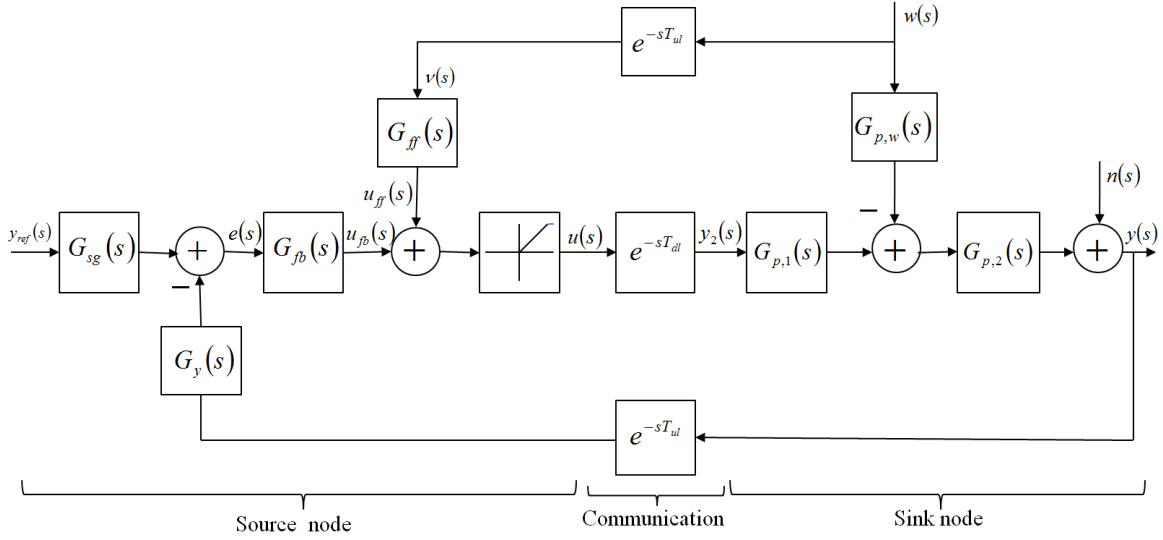 w(s)
e^{-sT_{ul}}
v(s)
G_{ff}(s)
G_{p,w}(s)
u_{ff}(s)
n(s)
−
y_{ref}(s)
G_{sg}(s)
+
e(s)
G_{fb}(s)
u_{fb}(s)
+
u(s)
e^{-sT_{dl}}
y_2(s)
G_{p,1}(s)
+
G_{p,2}(s)
+
y(s)
−
G_y(s)
e^{-sT_{ul}}
Source node
Communication
Sink node